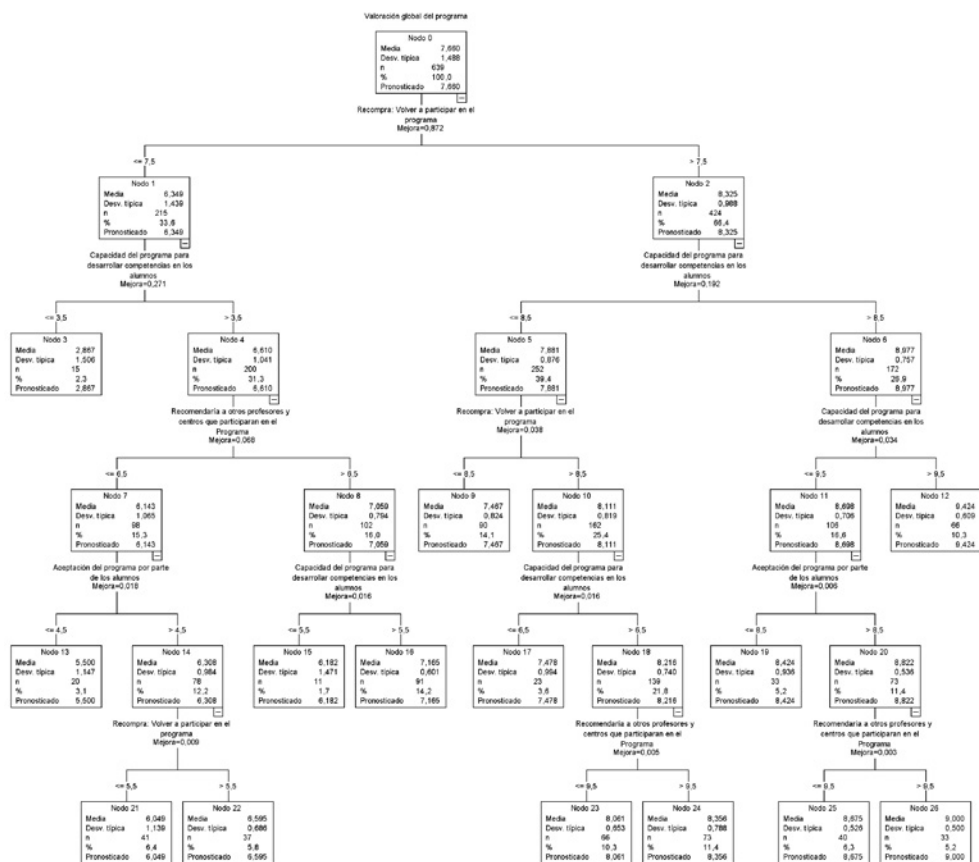 Valoración global del programa
Nodo 0
Media 7,660
Desv. típica 1,488
n 639
% 100,0
Pronosticado 7,660
Recompra: Volver a participar en el
programa
Mejora=0,872
<= 7,5
> 7,5
Nodo 1
Media 6,349
Desv. típica 1,439
n 215
% 33,6
Pronosticado 6,349
Nodo 2
Media 8,325
Desv. típica 0,988
n 424
% 66,4
Pronosticado 8,325
Capacidad del programa para
desarrollar competencias en los
alumnos
Mejora=0,271
Capacidad del programa para
desarrollar competencias en los
alumnos
Mejora=0,192
<= 3,5
> 3,5
<= 8,5
> 8,5
Nodo 3
Media 2,867
Desv. típica 1,506
n 15
% 2,3
Pronosticado 2,867
Nodo 4
Media 6,610
Desv. típica 1,041
n 200
% 31,3
Pronosticado 6,610
Nodo 5
Media 7,881
Desv. típica 0,876
n 252
% 39,4
Pronosticado 7,881
Nodo 6
Media 8,977
Desv. típica 0,757
n 172
% 26,9
Pronosticado 8,977
Recomendaría a otros profesores y
centros que participaran en el
Programa
Mejora=0,068
Recompra: Volver a participar en el
programa
Mejora=0,038
Capacidad del programa para
desarrollar competencias en los
alumnos
Mejora=0,034
<= 6,5
> 6,5
<= 8,5
> 8,5
<= 9,5
> 9,5
Nodo 7
Media 6,143
Desv. típica 1,065
n 98
% 15,3
Pronosticado 6,143
Nodo 8
Media 7,059
Desv. típica 0,794
n 102
% 16,0
Pronosticado 7,059
Nodo 9
Media 7,467
Desv. típica 0,824
n 90
% 14,1
Pronosticado 7,467
Nodo 10
Media 8,111
Desv. típica 0,819
n 162
% 25,4
Pronosticado 8,111
Nodo 11
Media 8,698
Desv. típica 0,706
n 106
% 16,6
Pronosticado 8,698
Nodo 12
Media 9,424
Desv. típica 0,609
n 66
% 10,3
Pronosticado 9,424
Aceptación del programa por parte
de los alumnos
Mejora=0,018
Capacidad del programa para
desarrollar competencias en los
alumnos
Mejora=0,016
Capacidad del programa para
desarrollar competencias en los
alumnos
Mejora=0,016
Aceptación del programa por parte
de los alumnos
Mejora=0,006
<= 4,5
> 4,5
<= 5,5
> 5,5
<= 6,5
> 6,5
<= 8,5
> 8,5
Nodo 13
Media 5,500
Desv. típica 1,147
n 20
% 3,1
Pronosticado 5,500
Nodo 14
Media 6,308
Desv. típica 0,984
n 78
% 12,2
Pronosticado 6,308
Nodo 15
Media 6,182
Desv. típica 1,471
n 11
% 1,7
Pronosticado 6,182
Nodo 16
Media 7,165
Desv. típica 0,601
n 91
% 14,2
Pronosticado 7,165
Nodo 17
Media 7,478
Desv. típica 0,994
n 23
% 3,6
Pronosticado 7,478
Nodo 18
Media 8,216
Desv. típica 0,740
n 139
% 21,8
Pronosticado 8,216
Nodo 19
Media 8,424
Desv. típica 0,936
n 33
% 5,2
Pronosticado 8,424
Nodo 20
Media 8,822
Desv. típica 0,536
n 73
% 11,4
Pronosticado 8,822
Recompra: Volver a participar en el
programa
Mejora=0,009
Recomendaría a otros profesores y
centros que participaran en el
Programa
Mejora=0,005
Recomendaría a otros profesores y
centros que participaran en el
Programa
Mejora=0,003
<= 5,5
> 5,5
<= 9,5
> 9,5
<= 9,5
> 9,5
Nodo 21
Media 6,049
Desv. típica 1,139
n 41
% 6,4
Pronosticado 6,049
Nodo 22
Media 6,595
Desv. típica 0,686
n 37
% 5,8
Pronosticado 6,595
Nodo 23
Media 8,061
Desv. típica 0,653
n 66
% 10,3
Pronosticado 8,061
Nodo 24
Media 8,356
Desv. típica 0,788
n 73
% 11,4
Pronosticado 8,356
Nodo 25
Media 8,675
Desv. típica 0,526
n 40
% 6,3
Pronosticado 8,675
Nodo 26
Media 9,000
Desv. típica 0,500
n 33
% 5,2
Pronosticado 9,000